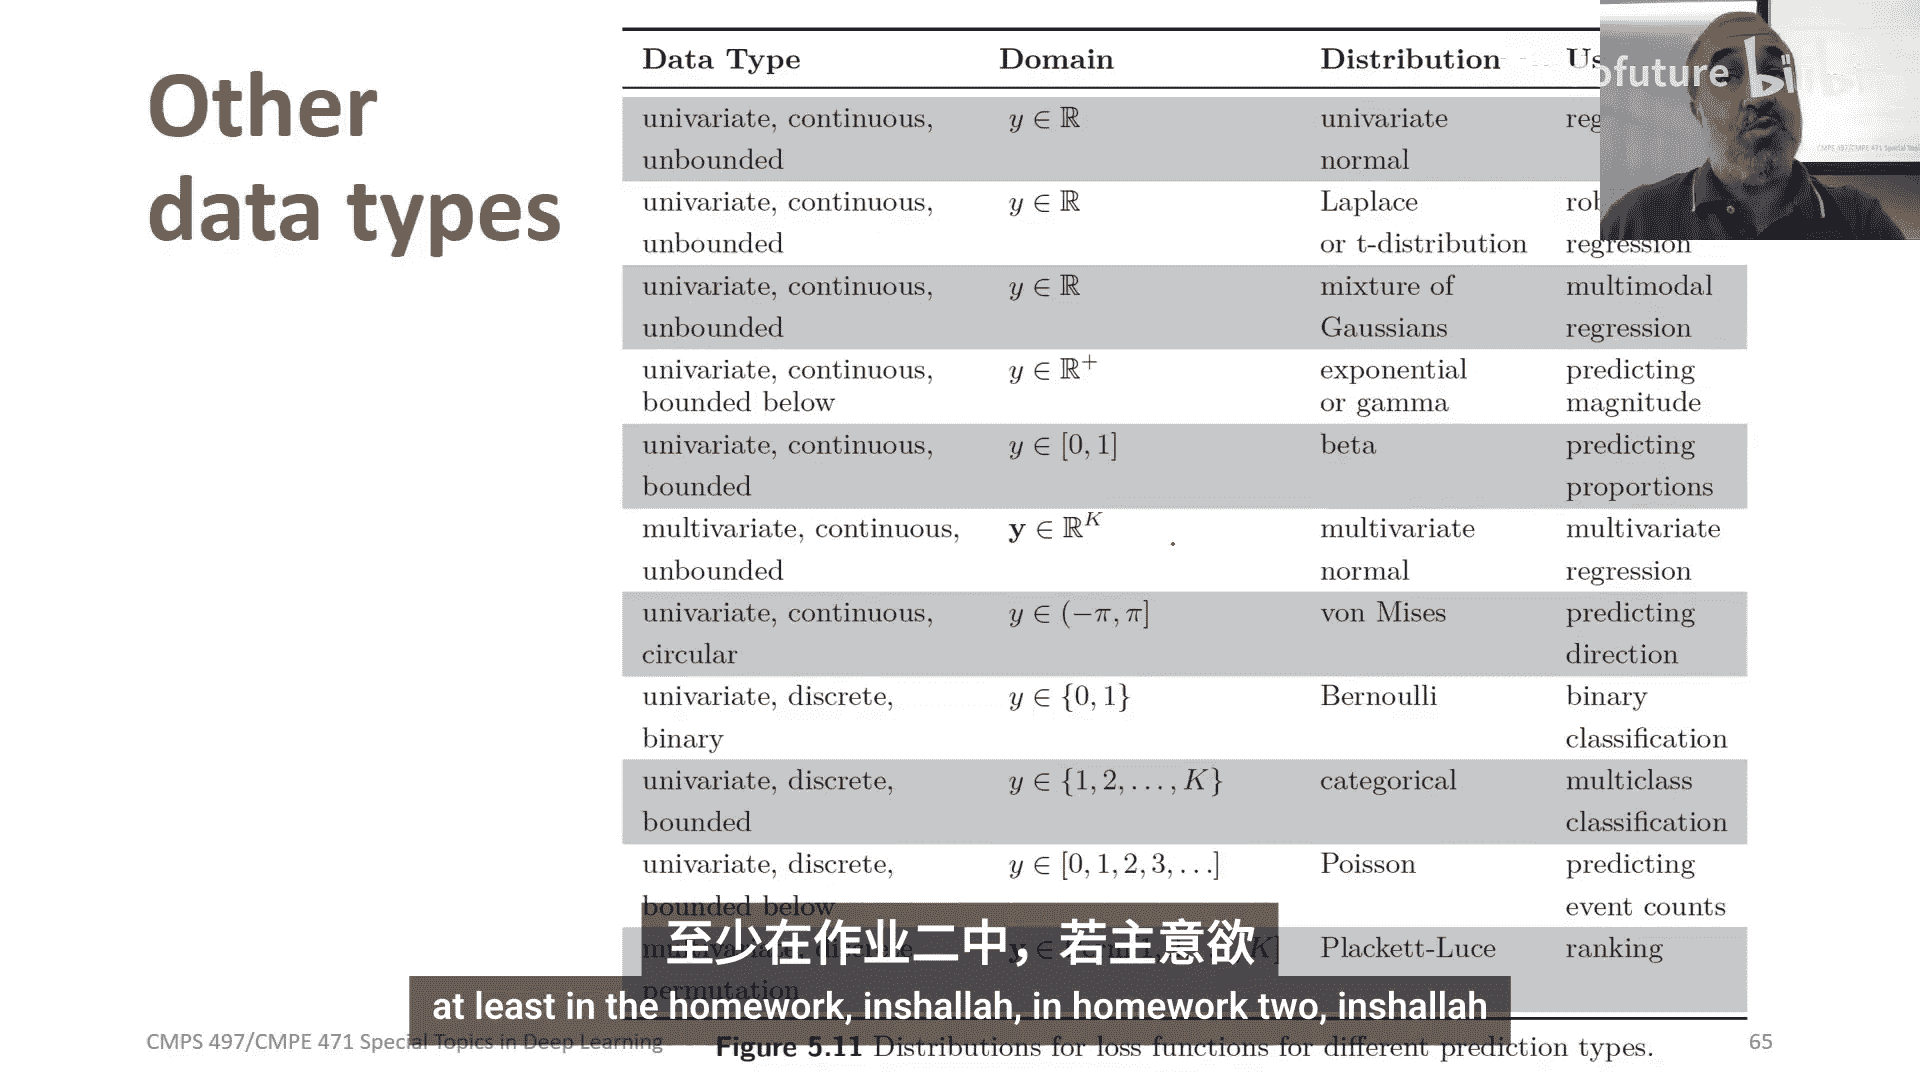 Other
data types
Data Type Domain Distribution
univariate, continuous, y ∈ ℝ univariate
unbounded normal
univariate, continuous, y ∈ ℝ Laplace
unbounded or t-distribution regression
univariate, continuous, y ∈ ℝ mixture of multimodal
unbounded Gaussians regression
univariate, continuous, y ∈ ℝ⁺ exponential predicting
bounded below or gamma magnitude
univariate, continuous, y ∈ [0, 1] beta predicting
bounded proportions
multivariate, continuous, y ∈ ℝᴷ multivariate multivariate
unbounded normal regression
univariate, continuous, y ∈ (−π, π] von Mises predicting
circular direction
univariate, discrete, y ∈ {0, 1} Bernoulli binary
binary classification
univariate, discrete, y ∈ {1, 2, . . . , K} categorical multiclass
bounded classification
univariate, discrete, y ∈ [0, 1, 2, 3, . . .] Poisson predicting
bounded below event counts
multivariate, discrete, Plackett-Luce ranking
permutation
至少在作业二中，若主意欲
at least in the homework, inshallah, in homework two, inshallah
CMPS 497/CMPE 471 Special Topics in Deep Learning
Figure 5.11 Distributions for loss functions for different prediction types.
65
ofuture bilibili